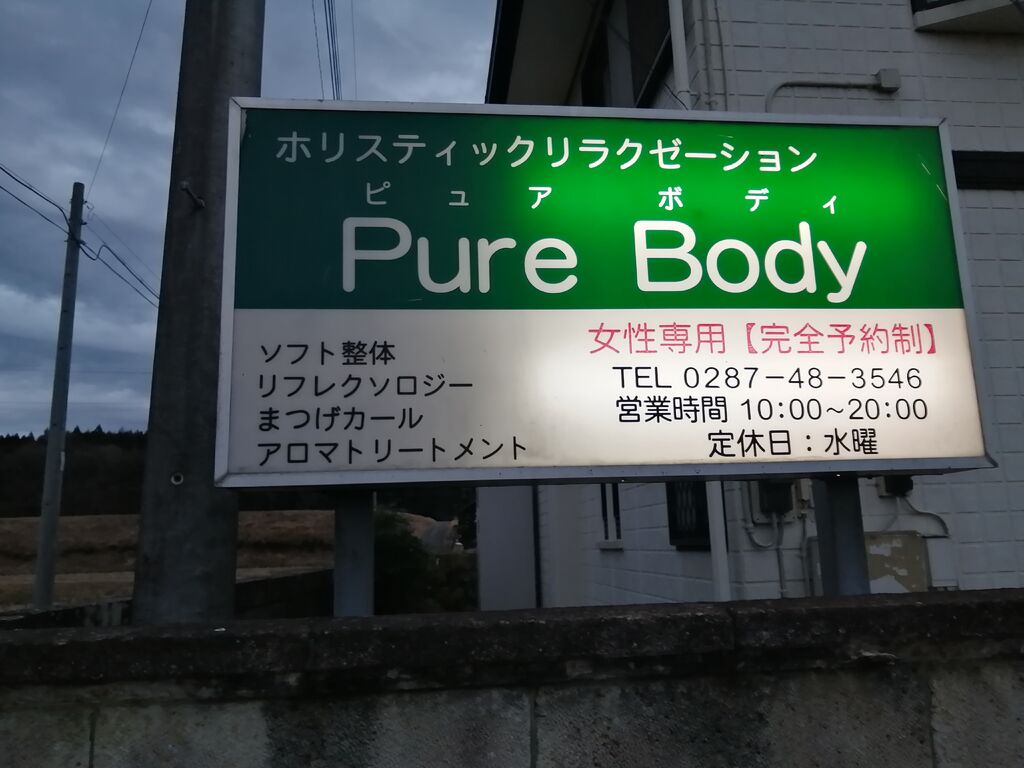 ホリスティックリラクゼーション
ピュア ボディ
Pure Body
ソフト整体
リフレクソロジー
まつげカール
アロマトリートメント
女性専用【完全予約制】
TEL 0287-48-3546
営業時間 10:00~20:00
定休日:水曜